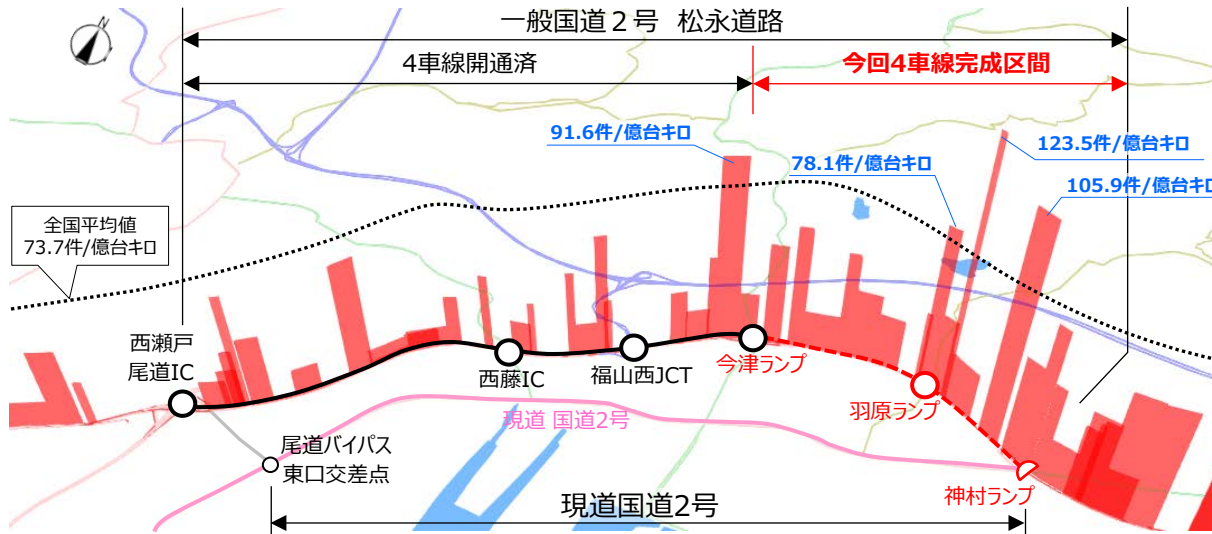 一般国道２号 松永道路
4車線開通済
今回4車線完成区間
91.6件/億台キロ
78.1件/億台キロ
123.5件/億台キロ
105.9件/億台キロ
全国平均値
73.7件/億台キロ
西瀬戸
尾道IC
西藤IC
福山西JCT
今津ランプ
羽原ランプ
神村ランプ
現道 国道2号
尾道バイパス
東口交差点
現道国道2号